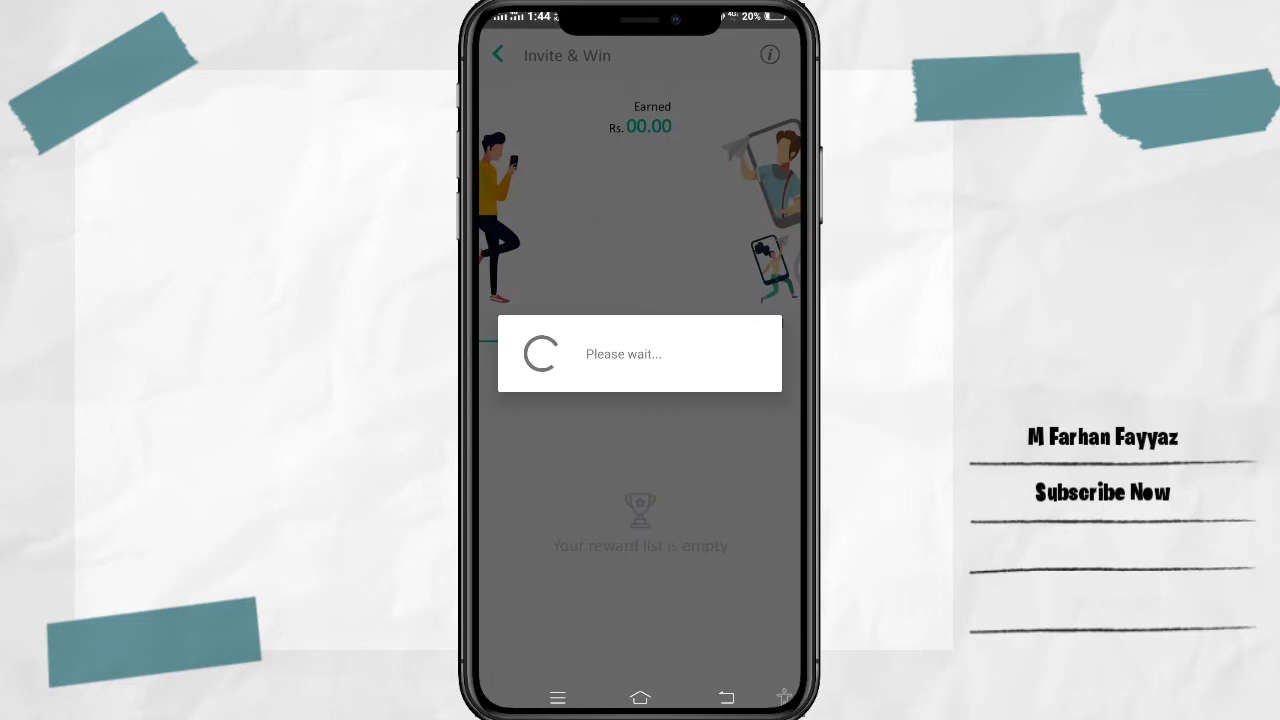 1:44
4G
20%
Invite & Win
Earned
Rs. 00.00
Please wait...
Your reward list is empty
M Farhan Fayyaz
Subscribe Now